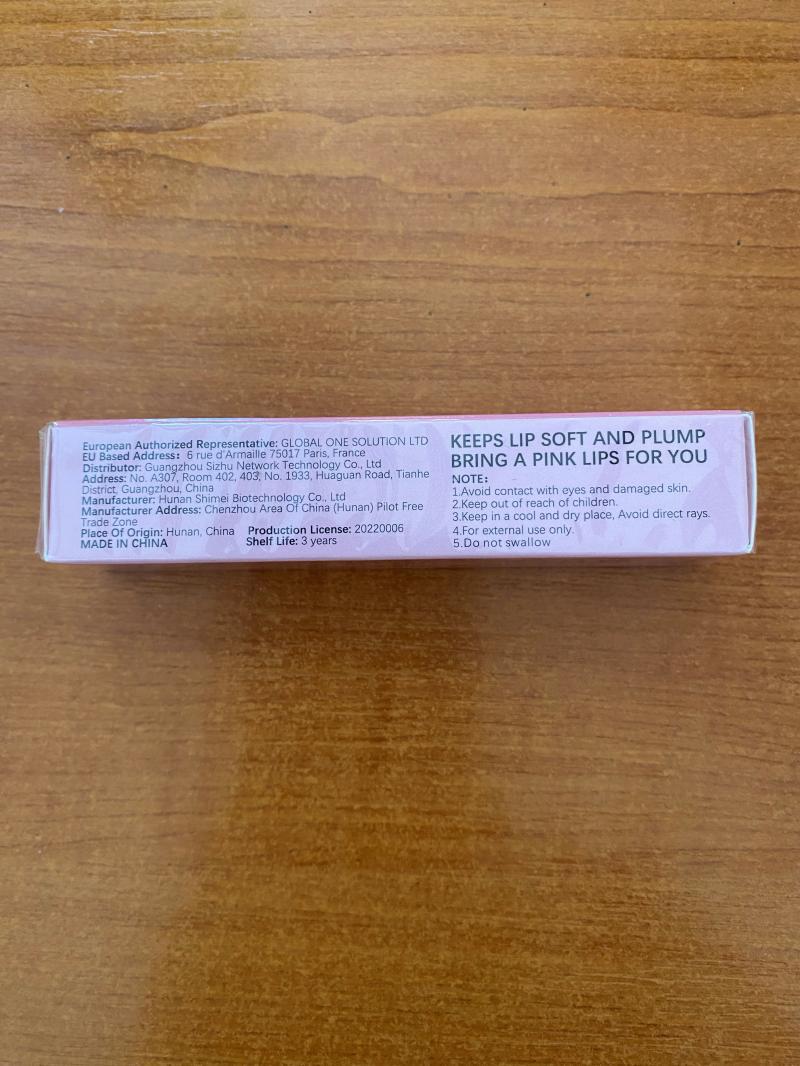 European Authorized Representative: GLOBAL ONE SOLUTION LTD
EU Based Address: 6 rue d'Armaille 75017 Paris, France
Distributor: Guangzhou Sizhu Network Technology Co., Ltd
Address: No. A307, Room 402, 403, No. 1933, Huaguan Road, Tianhe
District, Guangzhou, China
Manufacturer: Hunan Shimei Biotechnology Co., Ltd
Manufacturer Address: Chenzhou Area Of China (Hunan) Pilot Free
Trade Zone
Place Of Origin: Hunan, China Production License: 20220006
MADE IN CHINA Shelf Life: 3 years
KEEPS LIP SOFT AND PLUMP
BRING A PINK LIPS FOR YOU
NOTE:
1.Avoid contact with eyes and damaged skin.
2.Keep out of reach of children.
3.Keep in a cool and dry place, Avoid direct rays.
4.For external use only.
5.Do not swallow